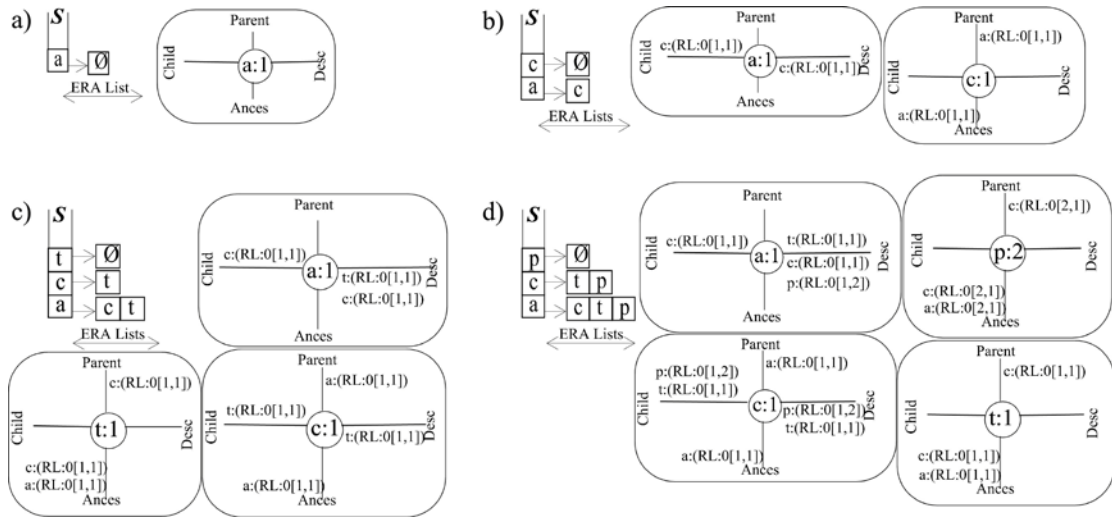 a)
S
a
Ø
ERA List
Parent
Child
a:1
Desc
Ances
b)
S
c
Ø
a
c
ERA Lists
Parent
c:(RL:0[1,1])
Child
a:1
c:(RL:0[1,1])
Desc
Ances
Parent
a:(RL:0[1,1])
Child
c:1
Desc
a:(RL:0[1,1])
Ances
c)
S
t
Ø
c
t
a
c t
ERA Lists
Parent
c:(RL:0[1,1])
Child
a:1
t:(RL:0[1,1])
c:(RL:0[1,1])
Desc
Ances
Parent
c:(RL:0[1,1])
Child
t:1
Desc
c:(RL:0[1,1])
a:(RL:0[1,1])
Ances
Parent
a:(RL:0[1,1])
t:(RL:0[1,1])
Child
c:1
t:(RL:0[1,1])
Desc
a:(RL:0[1,1])
Ances
d)
S
p
Ø
c
t p
a
c t p
ERA Lists
Parent
c:(RL:0[1,1])
Child
a:1
t:(RL:0[1,1])
c:(RL:0[1,1])
p:(RL:0[1,2])
Desc
Ances
Parent
c:(RL:0[2,1])
Child
p:2
Desc
c:(RL:0[2,1])
a:(RL:0[2,1])
Ances
Parent
a:(RL:0[1,1])
p:(RL:0[1,2])
t:(RL:0[1,1])
Child
c:1
p:(RL:0[1,2])
t:(RL:0[1,1])
Desc
a:(RL:0[1,1])
Ances
Parent
c:(RL:0[1,1])
Child
t:1
Desc
c:(RL:0[1,1])
a:(RL:0[1,1])
Ances